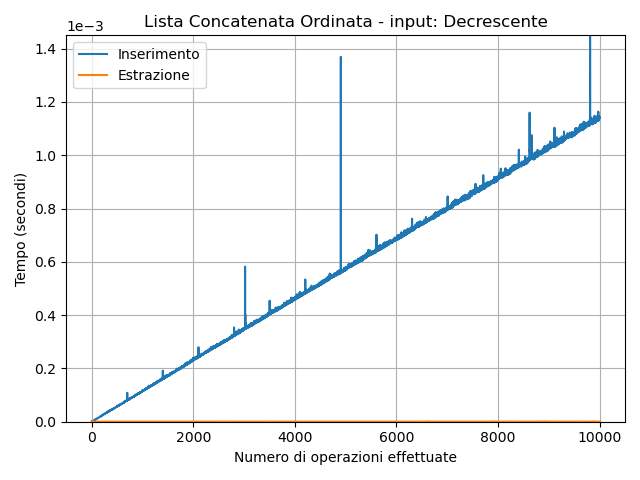 Lista Concatenata Ordinata - input: Decrescente
1e−3
Inserimento
Estrazione
1.4
1.2
1.0
0.8
0.6
0.4
0.2
0.0
Tempo (secondi)
0 2000 4000 6000 8000 10000
Numero di operazioni effettuate